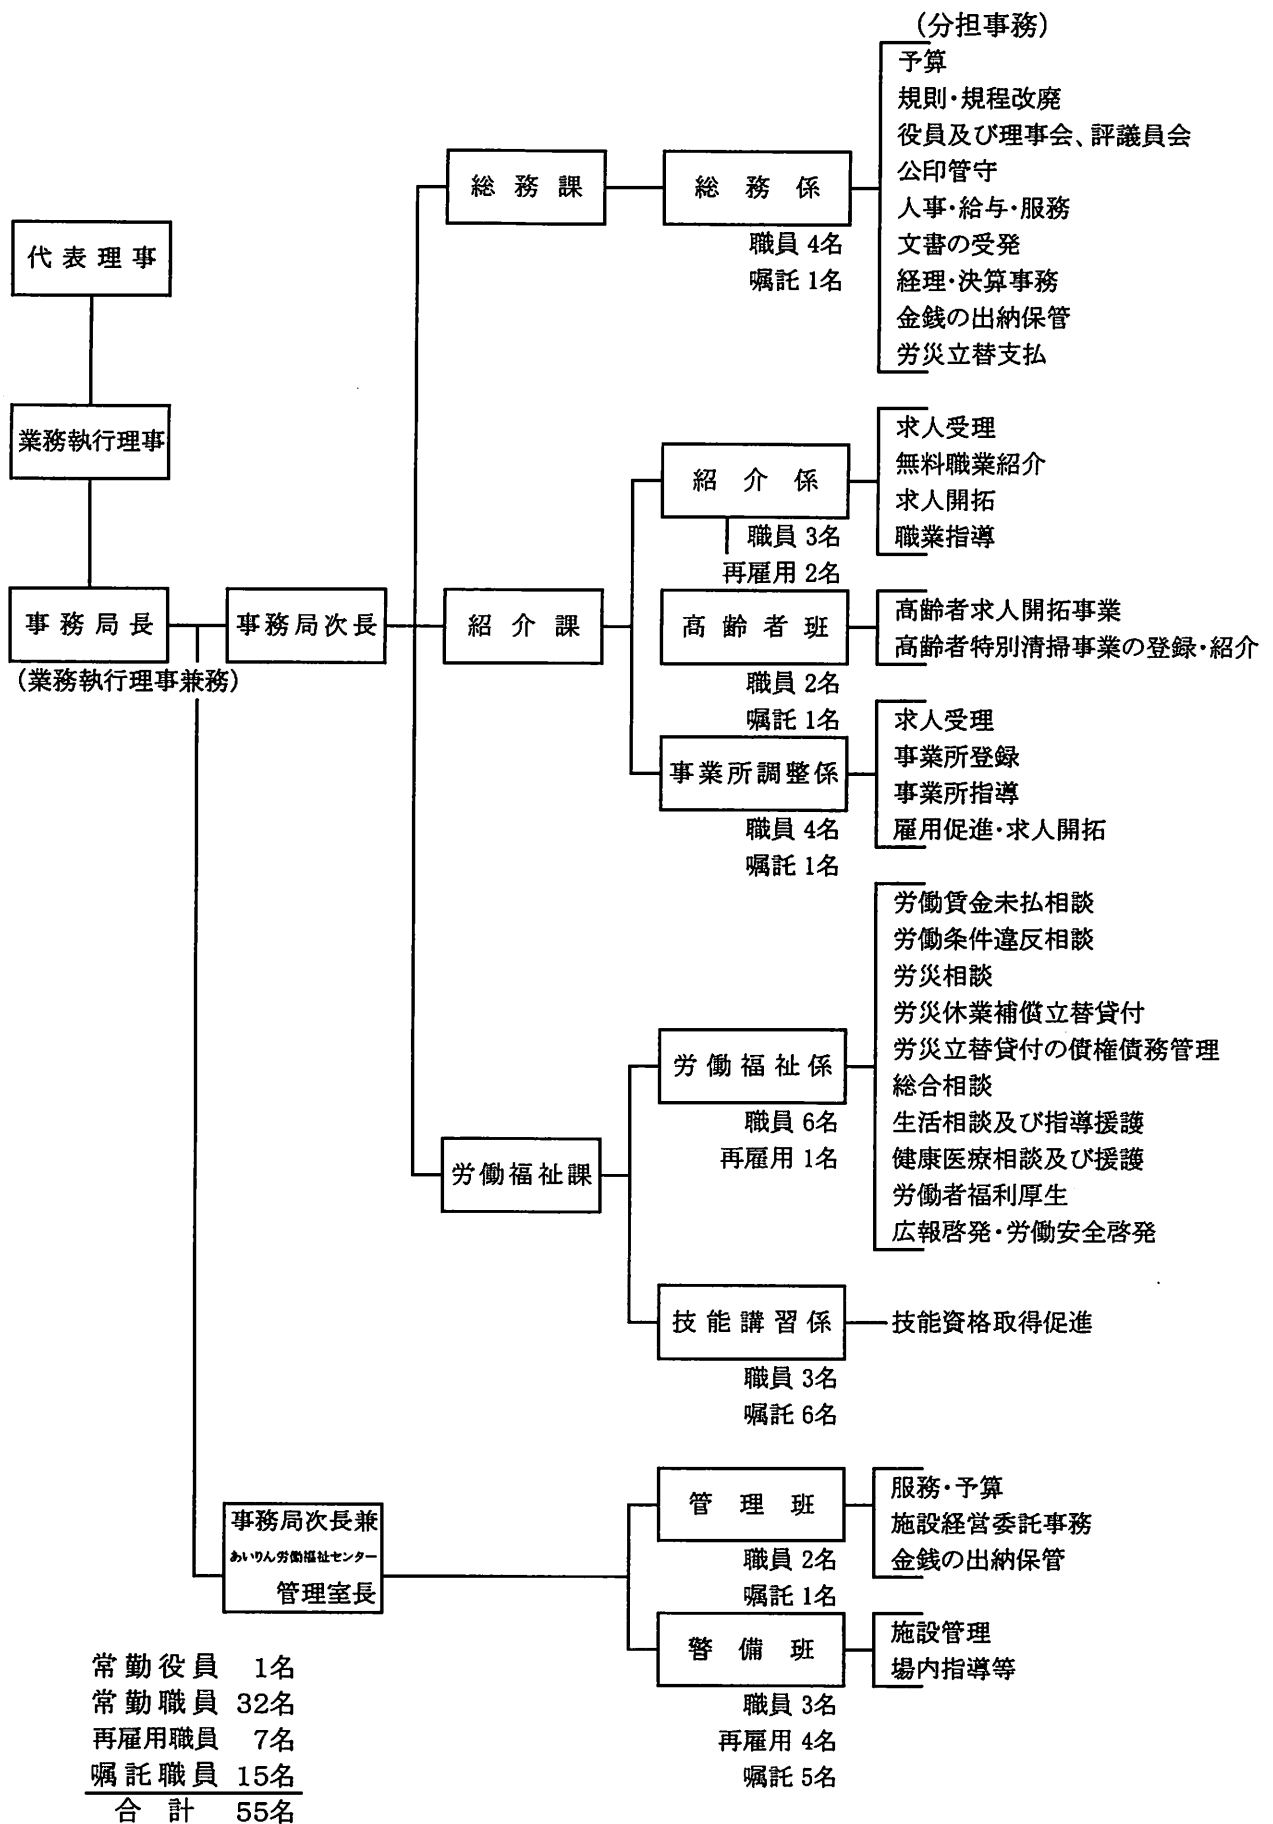 (分担事務)
代表理事
業務執行理事
事務局長
(業務執行理事兼務)
事務局次長
総務課
総務係
職員 4名
嘱託 1名
予算
規則・規程改廃
役員及び理事会、評議員会
公印管守
人事・給与・服務
文書の受発
経理・決算事務
金銭の出納保管
労災立替支払
紹介課
紹介係
職員 3名
再雇用 2名
求人受理
無料職業紹介
求人開拓
職業指導
高齢者班
職員 2名
嘱託 1名
高齢者求人開拓事業
高齢者特別清掃事業の登録・紹介
事業所調整係
職員 4名
嘱託 1名
求人受理
事業所登録
事業所指導
雇用促進・求人開拓
労働福祉課
労働福祉係
職員 6名
再雇用 1名
労働賃金未払相談
労働条件違反相談
労災相談
労災休業補償立替貸付
労災立替貸付の債権債務管理
総合相談
生活相談及び指導援護
健康医療相談及び援護
労働者福利厚生
広報啓発・労働安全啓発
技能講習係
職員 3名
嘱託 6名
技能資格取得促進
事務局次長兼
あいりん労働福祉センター
管理室長
管理班
職員 2名
嘱託 1名
服務・予算
施設経営委託事務
金銭の出納保管
警備班
職員 3名
再雇用 4名
嘱託 5名
施設管理
場内指導等
常勤役員 1名
常勤職員 32名
再雇用職員 7名
嘱託職員 15名
合計 55名